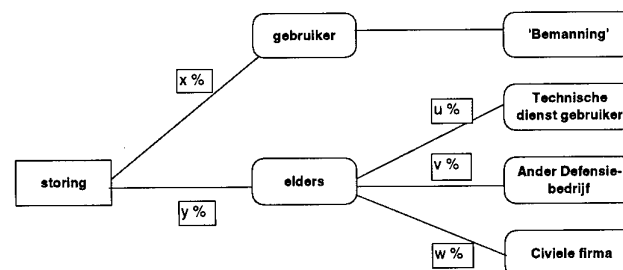 gebruiker
'Bemanning'
x %
u %
Technische
dienst gebruiker
storing
elders
v %
Ander Defensie-
bedrijf
y %
w %
Civiele firma